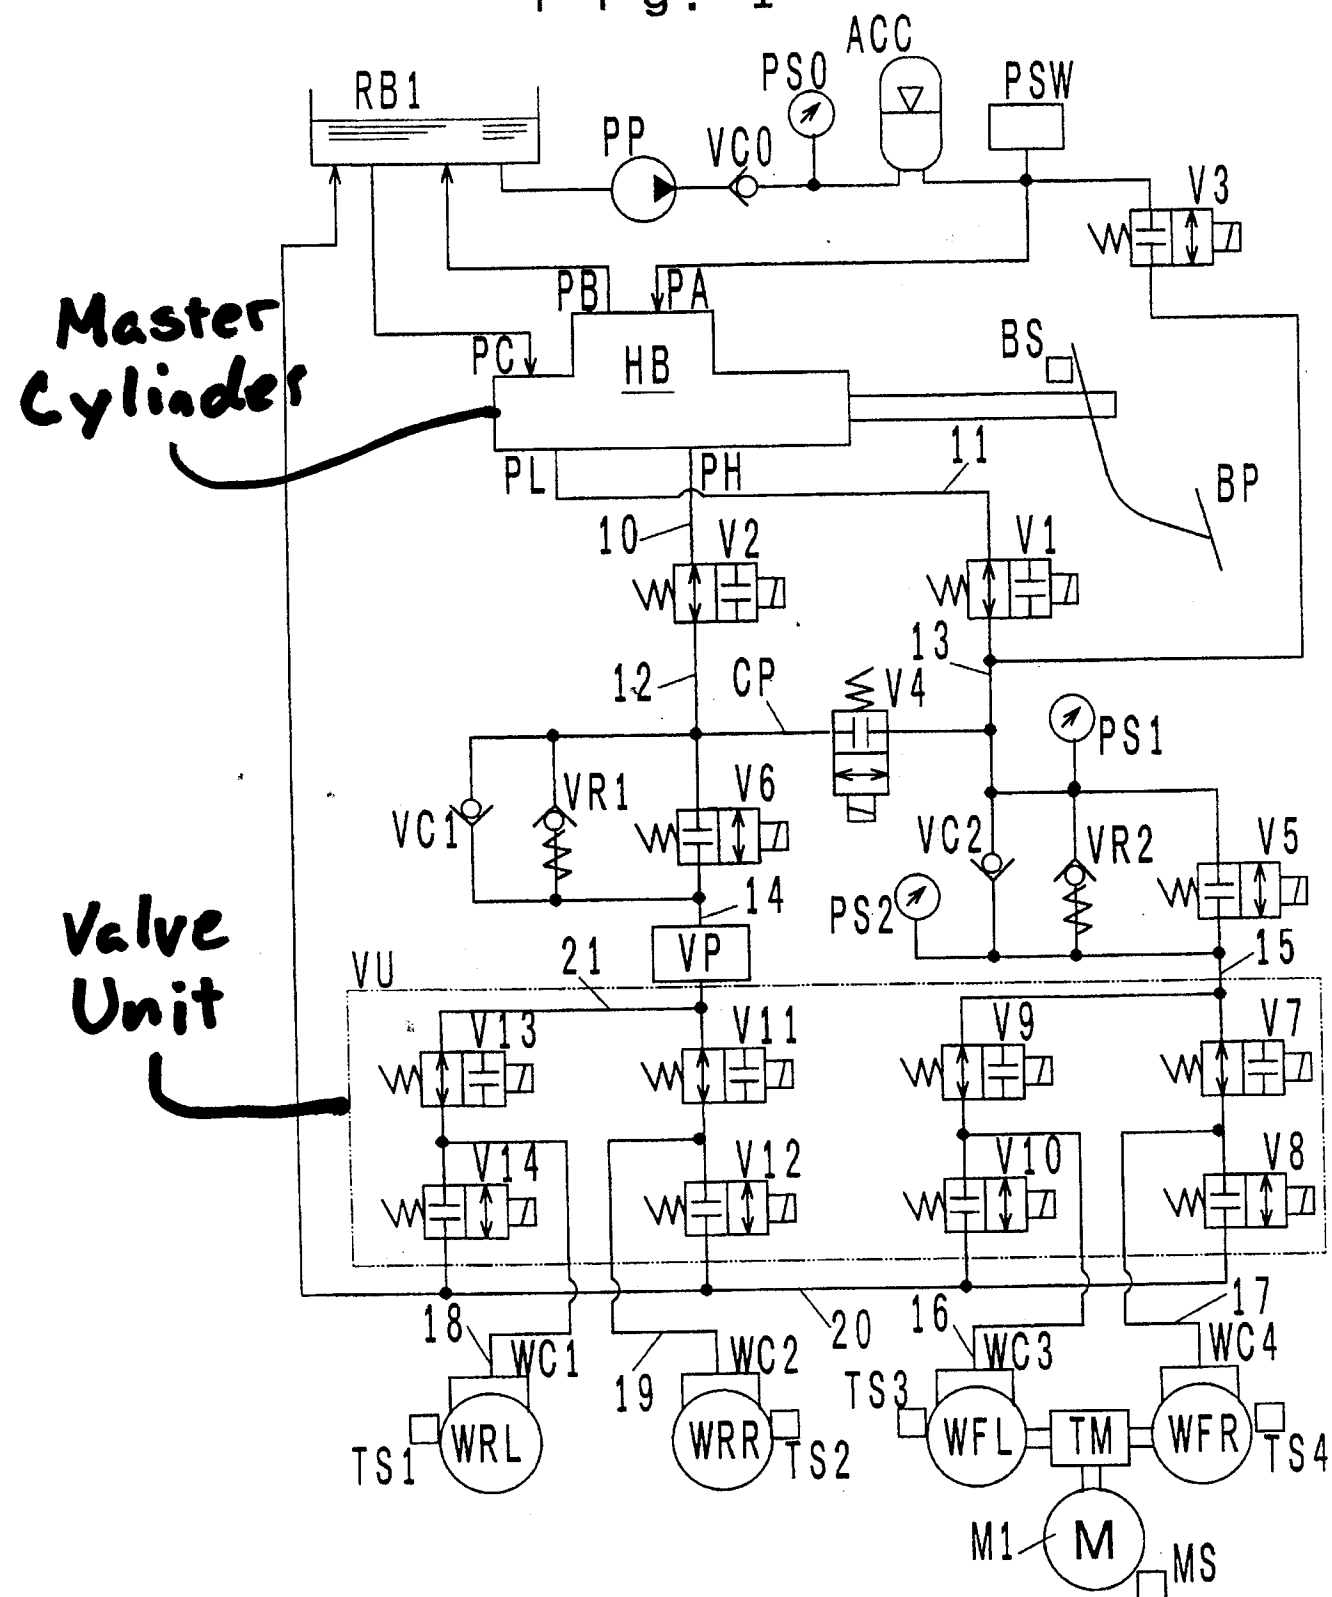 Fig. 1
ACC
PS0
PSW
RB1
PP
VC0
V3
PB
PA
Master
Cylinder
PC
HB
BS
PL
PH
11
BP
10
V2
V1
13
12
CP
V4
PS1
VR1
V6
VC1
VC2
VR2
V5
PS2
14
Valve
Unit
VP
15
21
VU
V13
V11
V9
V7
V14
V12
V10
V8
18
20
16
17
WC1
WC2
WC3
WC4
19
TS3
WRL
WRR
WFL
TM
WFR
TS1
TS2
TS4
M1
M
MS